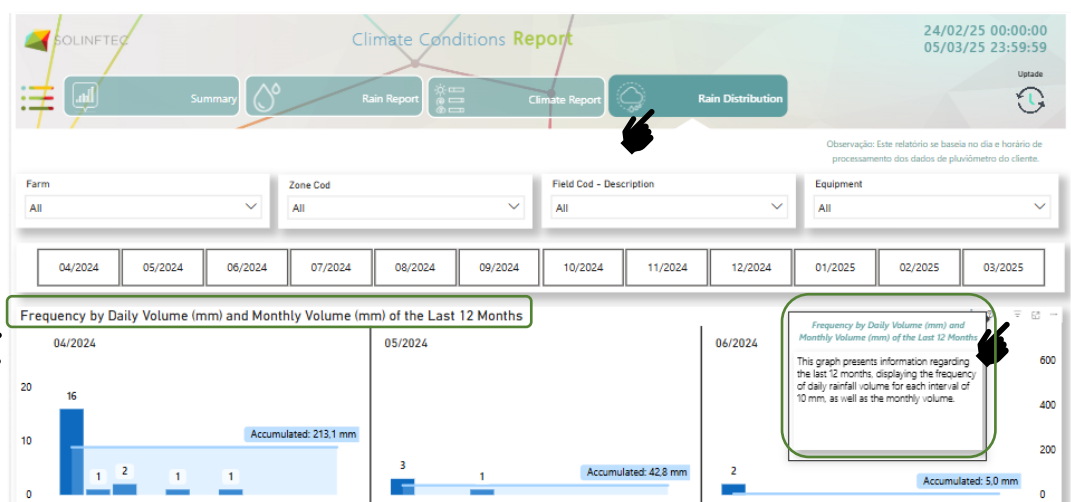 SOLINFTEC
Climate Conditions Report
24/02/25 00:00:00
05/03/25 23:59:59
Uptade
Summary
Rain Report
Climate Report
Rain Distribution
Observação: Este relatório se baseia no dia e horário de
processamento dos dados de pluviômetro do cliente.
Farm
All
Zone Cod
All
Field Cod - Description
All
Equipment
All
04/2024
05/2024
06/2024
07/2024
08/2024
09/2024
10/2024
11/2024
12/2024
01/2025
02/2025
03/2025
Frequency by Daily Volume (mm) and Monthly Volume (mm) of the Last 12 Months
04/2024
05/2024
06/2024
Frequency by Daily Volume (mm) and
Monthly Volume (mm) of the Last 12 Months
This graph presents information regarding
the last 12 months, displaying the frequency
of daily rainfall volume for each interval of
10 mm, as well as the monthly volume.
20
10
0
16
1
2
1
1
Accumulated: 213,1 mm
3
1
Accumulated: 42,8 mm
2
Accumulated: 5,0 mm
600
400
200
0